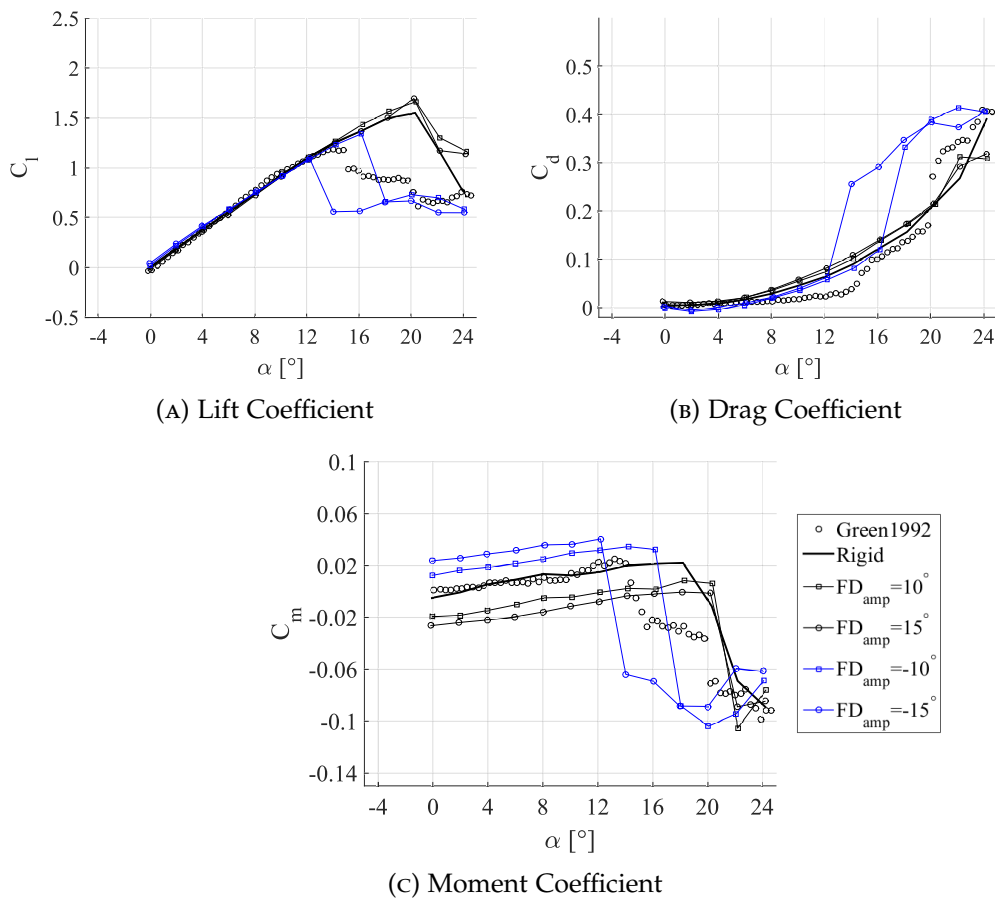 2.5
2
1.5
1
0.5
0
-0.5
C_l
-4 0 4 8 12 16 20 24
α [°]
(A) Lift Coefficient
0.5
0.4
0.3
0.2
0.1
0
C_d
-4 0 4 8 12 16 20 24
α [°]
(B) Drag Coefficient
0.1
0.06
0.02
-0.02
-0.06
-0.1
-0.14
C_m
-4 0 4 8 12 16 20 24
α [°]
(C) Moment Coefficient
Green1992
Rigid
FD_amp=10°
FD_amp=15°
FD_amp=-10°
FD_amp=-15°